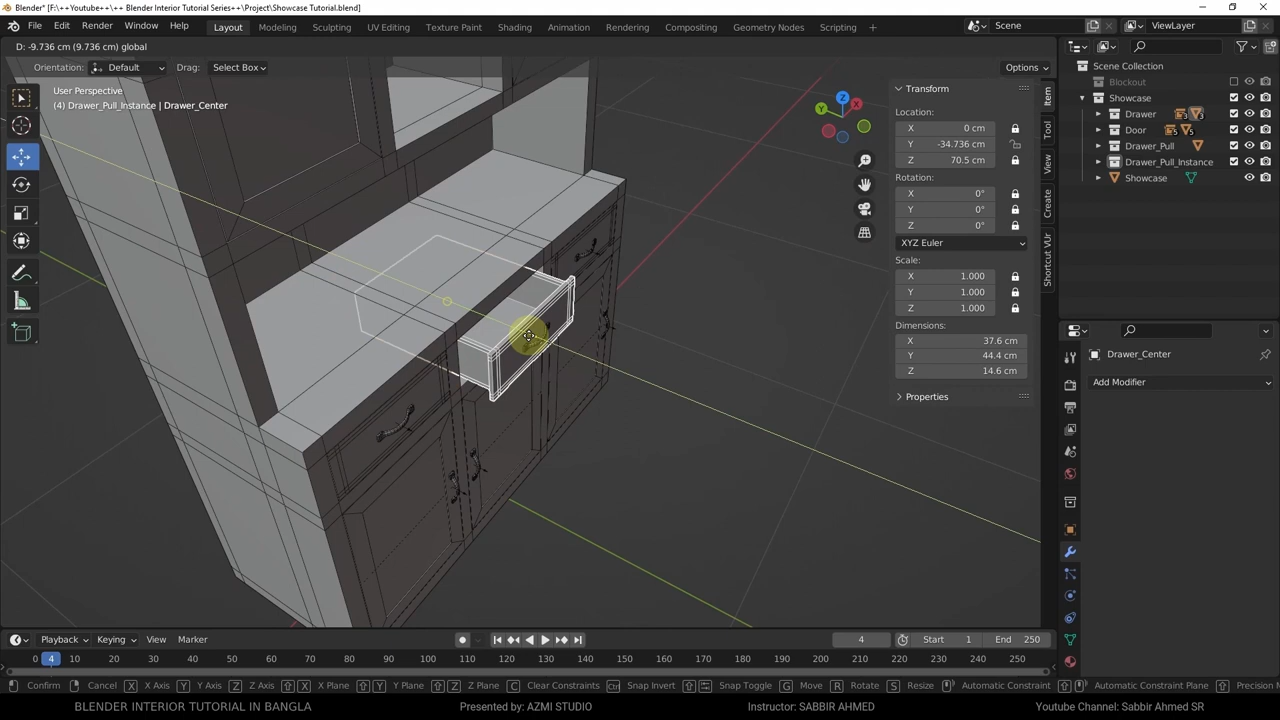 Blender* [F:\++Youtube++\++ Blender Interior Tutorial Series++\Project\Showcase Tutorial.blend]
File Edit Render Window Help Layout Modeling Sculpting UV Editing Texture Paint Shading Animation Rendering Compositing Geometry Nodes Scripting Scene ViewLayer
D: -9.736 cm (9.736 cm) global
Orientation: Default Drag: Select Box Options
User Perspective
(4) Drawer_Pull_Instance | Drawer_Center
Z
X
Y
Transform
Location:
X 0 cm
Y -34.736 cm
Z 70.5 cm
Rotation:
X 0°
Y 0°
Z 0°
XYZ Euler
Scale:
X 1.000
Y 1.000
Z 1.000
Dimensions:
X 37.6 cm
Y 44.4 cm
Z 14.6 cm
Properties
Item
Tool
View
Create
Shortcut VUr
Scene Collection
Blockout
Showcase
Drawer
Door
Drawer_Pull
Drawer_Pull_Instance
Showcase
Drawer_Center
Add Modifier
Playback Keying View Marker 4 Start 1 End 250
0 4 10 20 30 40 50 60 70 80 90 100 110 120 130 140 150 160 170 180 190 200 210 220 230 240 250
Confirm Cancel X X Axis Y Y Axis Z Z Axis X X Plane Y Y Plane Z Z Plane C Clear Constraints Ctrl Snap Invert Snap Toggle G Move R Rotate S Resize Automatic Constraint Automatic Constraint Plane Precision M
BLENDER INTERIOR TUTORIAL IN BANGLA Presented by: AZMI STUDIO Instructor: SABBIR AHMED Youtube Channel: Sabbir Ahmed SR